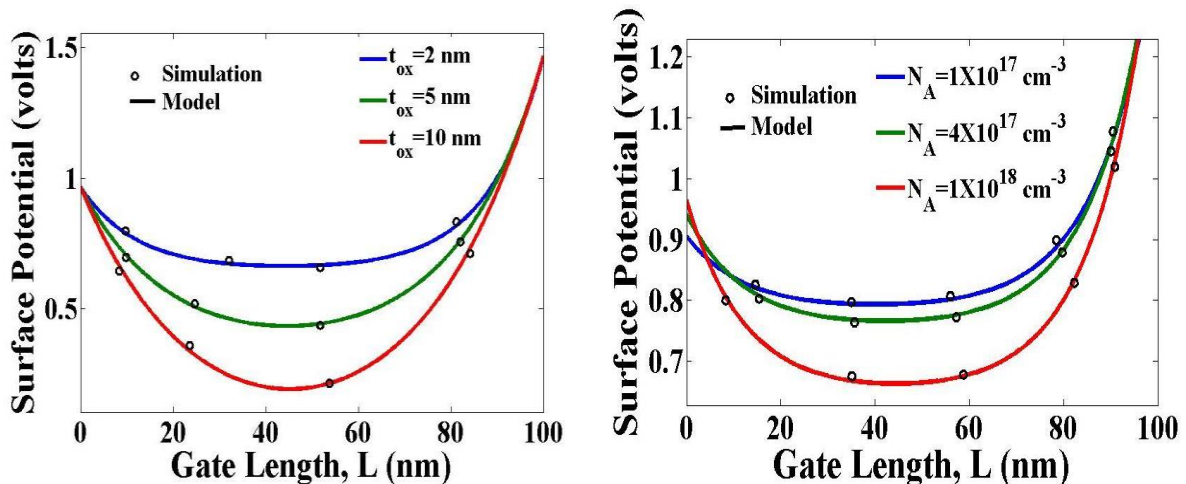 Surface Potential (volts)
1.5
1
0.5
0 20 40 60 80 100
Gate Length, L (nm)
Simulation
Model
t_ox=2 nm
t_ox=5 nm
t_ox=10 nm
Surface Potential (volts)
1.2
1.1
1
0.9
0.8
0.7
0 20 40 60 80 100
Gate Length, L (nm)
Simulation
Model
N_A=1X10^17 cm^-3
N_A=4X10^17 cm^-3
N_A=1X10^18 cm^-3